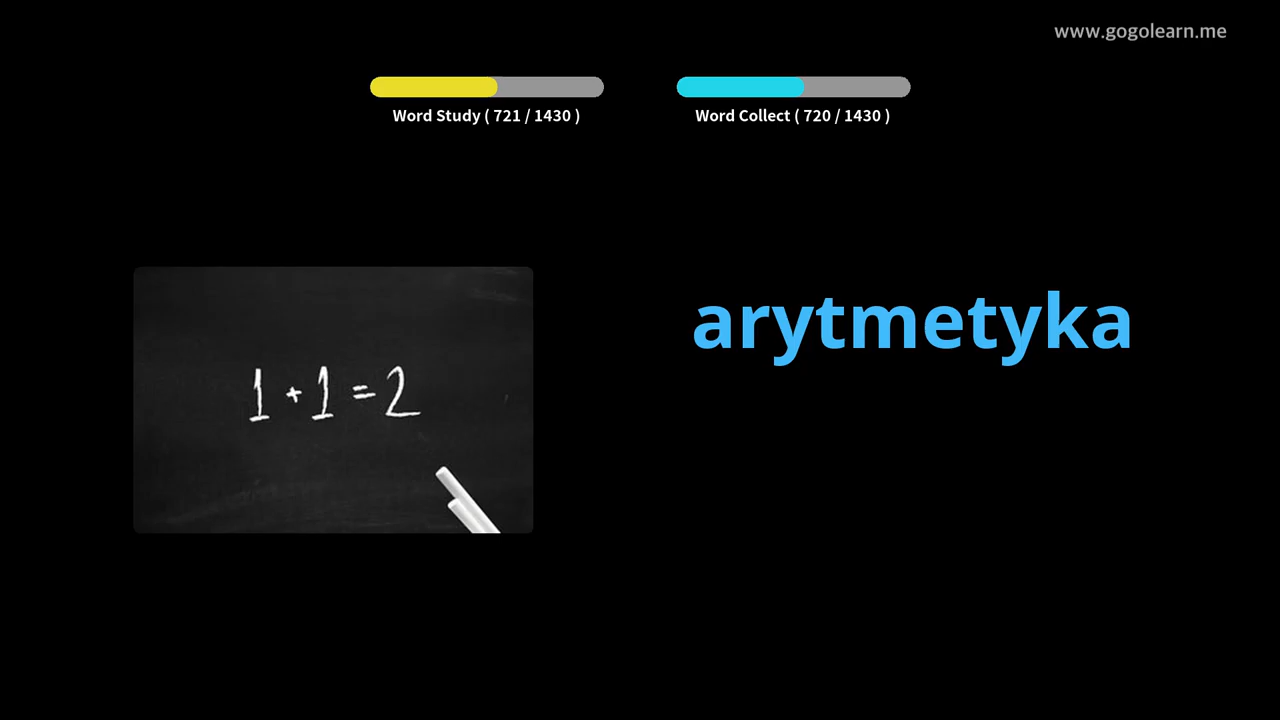 www.gogolearn.me
Word Study ( 721 / 1430 )
Word Collect ( 720 / 1430 )
arytmetyka
1 + 1 = 2